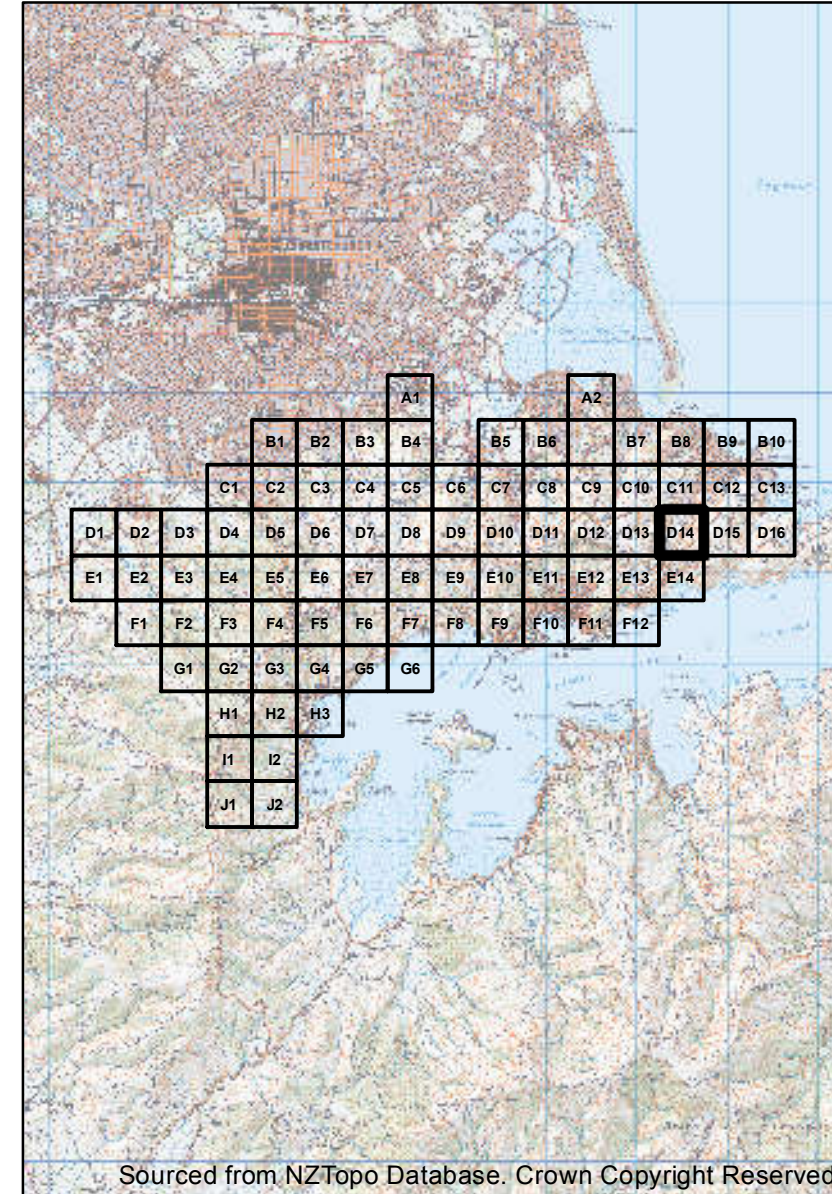 A1 A2
B1 B2 B3 B4 B5 B6 B7 B8 B9 B10
C1 C2 C3 C4 C5 C6 C7 C8 C9 C10 C11 C12 C13
D1 D2 D3 D4 D5 D6 D7 D8 D9 D10 D11 D12 D13 D14 D15 D16
E1 E2 E3 E4 E5 E6 E7 E8 E9 E10 E11 E12 E13 E14
F1 F2 F3 F4 F5 F6 F7 F8 F9 F10 F11 F12
G1 G2 G3 G4 G5 G6
H1 H2 H3
I1 I2
J1 J2
Sourced from NZTopo Database. Crown Copyright Reserved